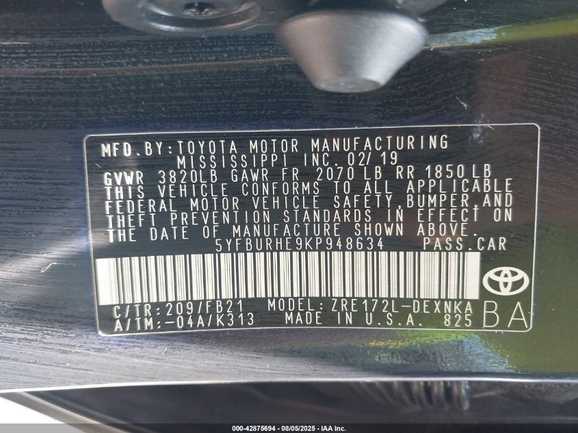 MFD. BY: TOYOTA MOTOR MANUFACTURING
MISSISSIPPI INC. 02/19
GVWR 3820LB GAWR FR 2070 LB RR 1850 LB
THIS VEHICLE CONFORMS TO ALL APPLICABLE
FEDERAL MOTOR VEHICLE SAFETY, BUMPER, AND
THEFT PREVENTION STANDARDS IN EFFECT ON
THE DATE OF MANUFACTURE SHOWN ABOVE.
5YFBURHE9KP948634 PASS.CAR
C/TR: 209/FB21 MODEL: ZRE172L-DEXNKA
A/TM: -04A/K313 MADE IN U.S.A. 825 BA
000-42875694 - 08/05/2025 - IAA Inc.